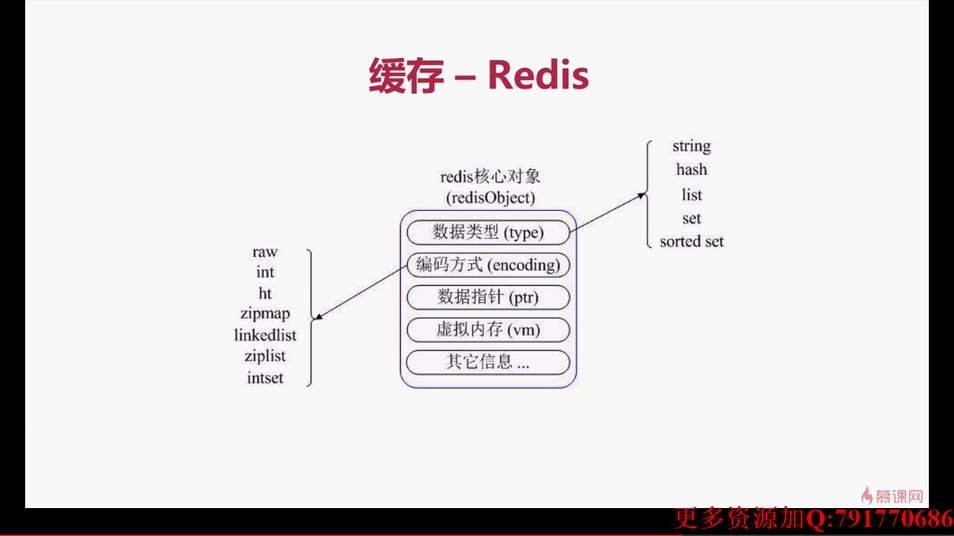 缓存 – Redis
redis核心对象
(redisObject)
数据类型 (type)
编码方式 (encoding)
数据指针 (ptr)
虚拟内存 (vm)
其它信息 ...
string
hash
list
set
sorted set
raw
int
ht
zipmap
linkedlist
ziplist
intset
慕课网
更多资源加Q:791770686